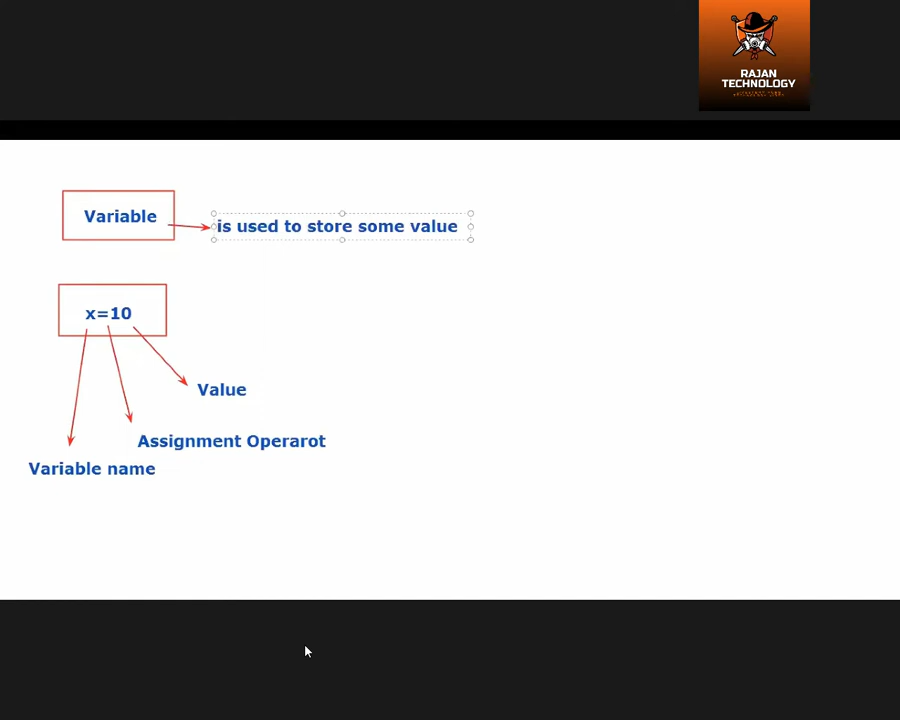 RAJAN
TECHNOLOGY
Variable
is used to store some value
x=10
Value
Assignment Operarot
Variable name